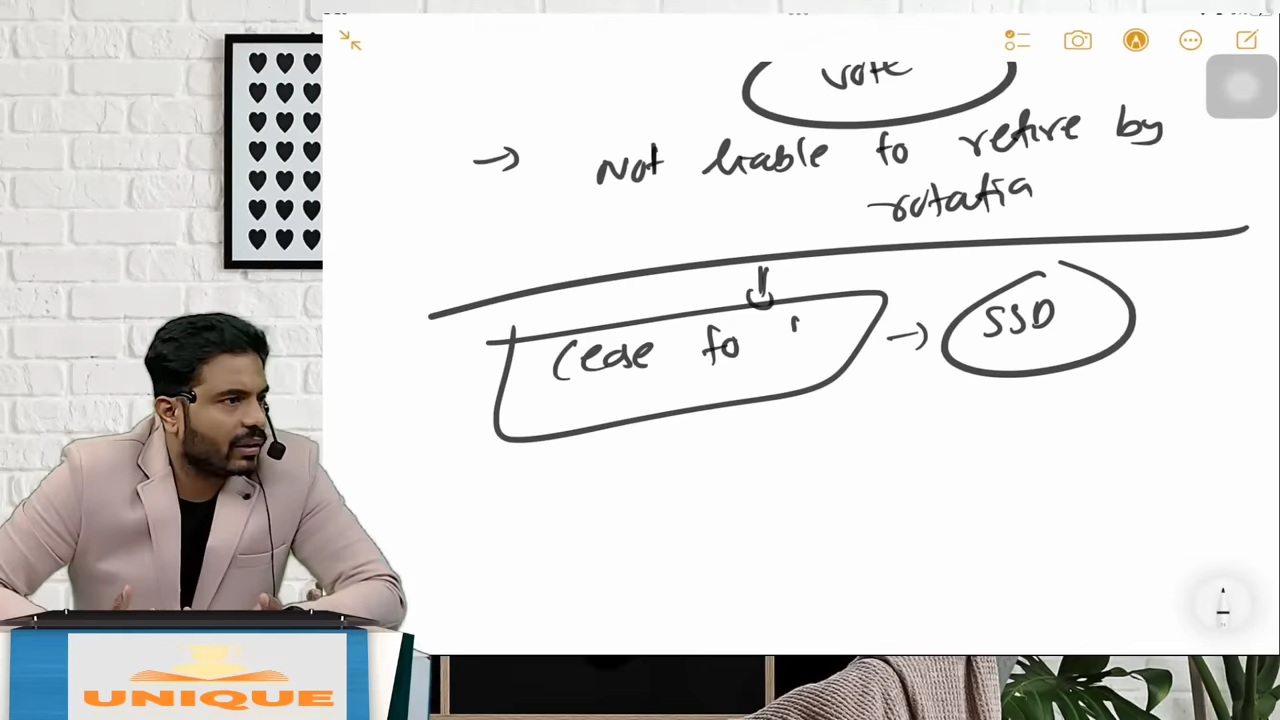 vote
→ Not liable to retire by
rotatia
cease to
→ SSD
UNIQUE